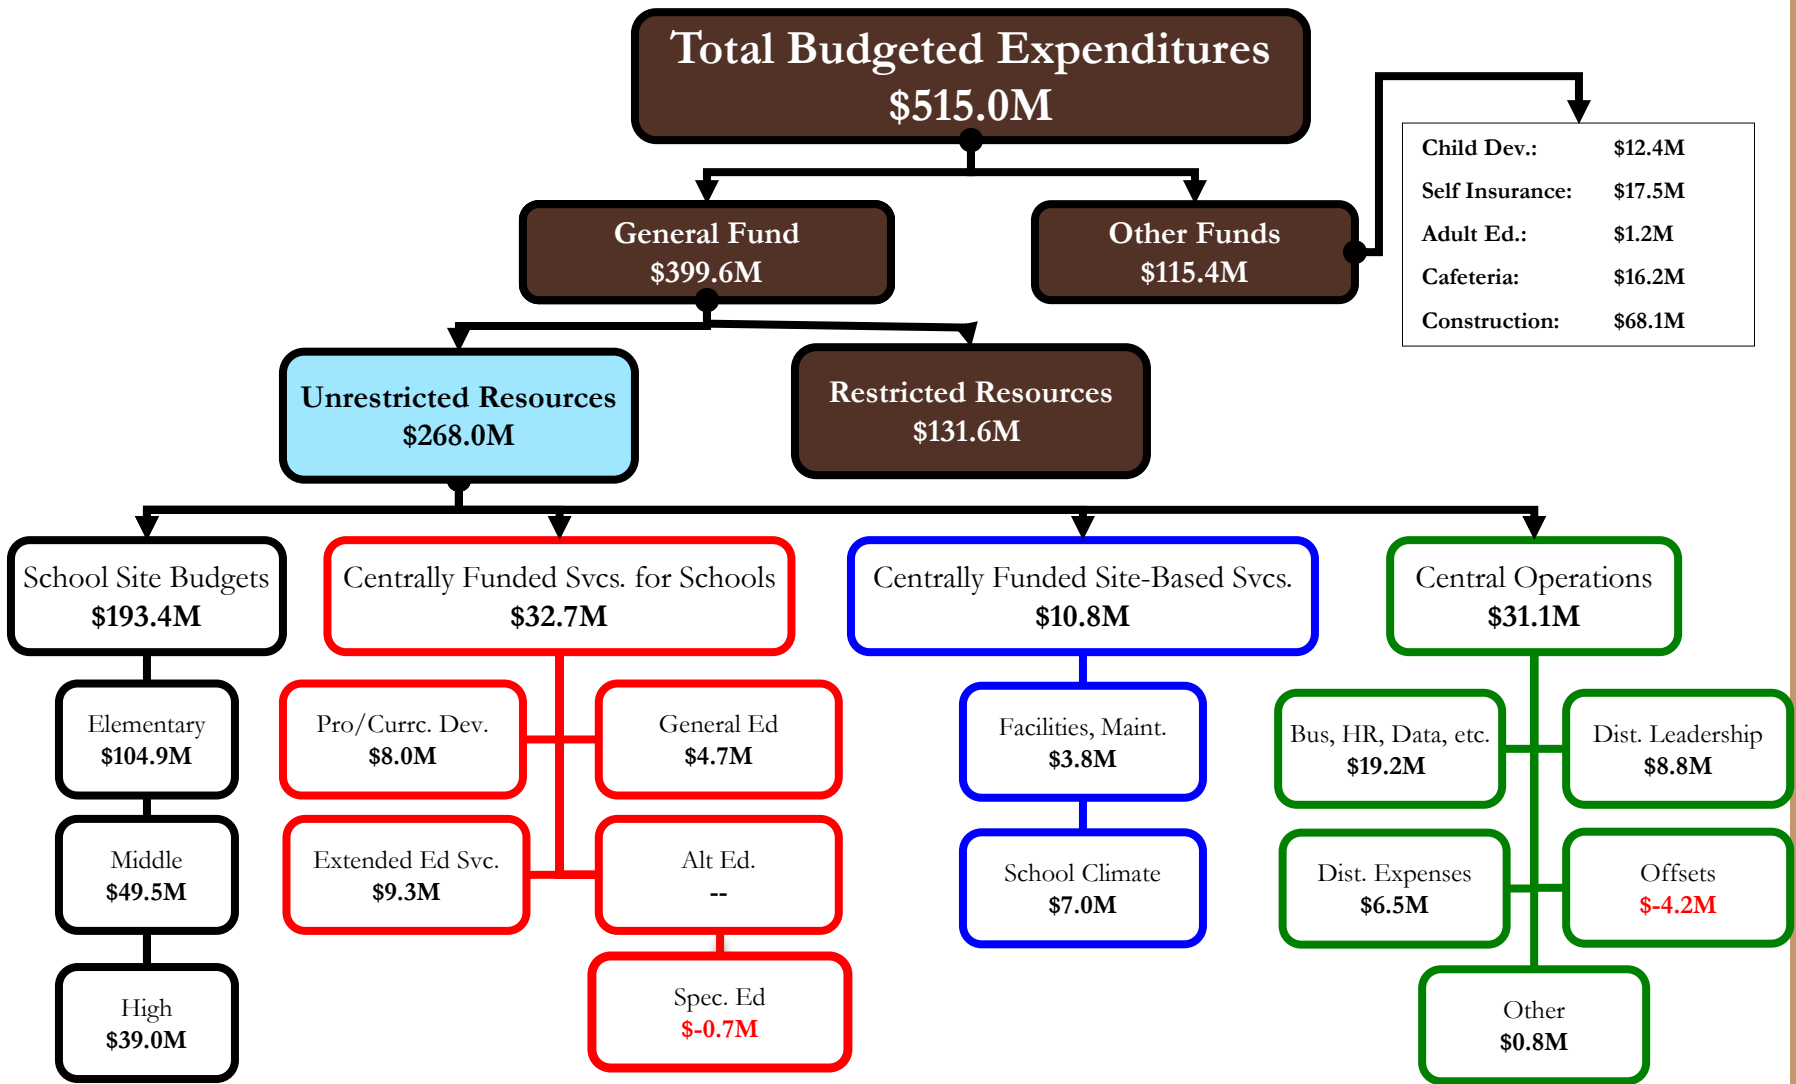 Total Budgeted Expenditures
$515.0M
Child Dev.: $12.4M
Self Insurance: $17.5M
Adult Ed.: $1.2M
Cafeteria: $16.2M
Construction: $68.1M
General Fund
$399.6M
Other Funds
$115.4M
Unrestricted Resources
$268.0M
Restricted Resources
$131.6M
School Site Budgets
$193.4M
Centrally Funded Svcs. for Schools
$32.7M
Centrally Funded Site-Based Svcs.
$10.8M
Central Operations
$31.1M
Elementary
$104.9M
Middle
$49.5M
High
$39.0M
Pro/Currc. Dev.
$8.0M
General Ed
$4.7M
Extended Ed Svc.
$9.3M
Alt Ed.
--
Spec. Ed
$-0.7M
Facilities, Maint.
$3.8M
School Climate
$7.0M
Bus, HR, Data, etc.
$19.2M
Dist. Leadership
$8.8M
Dist. Expenses
$6.5M
Offsets
$-4.2M
Other
$0.8M